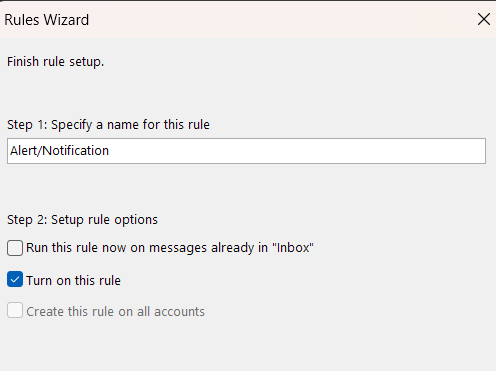 Rules Wizard
Finish rule setup.
Step 1: Specify a name for this rule
Alert/Notification
Step 2: Setup rule options
Run this rule now on messages already in "Inbox"
Turn on this rule
Create this rule on all accounts